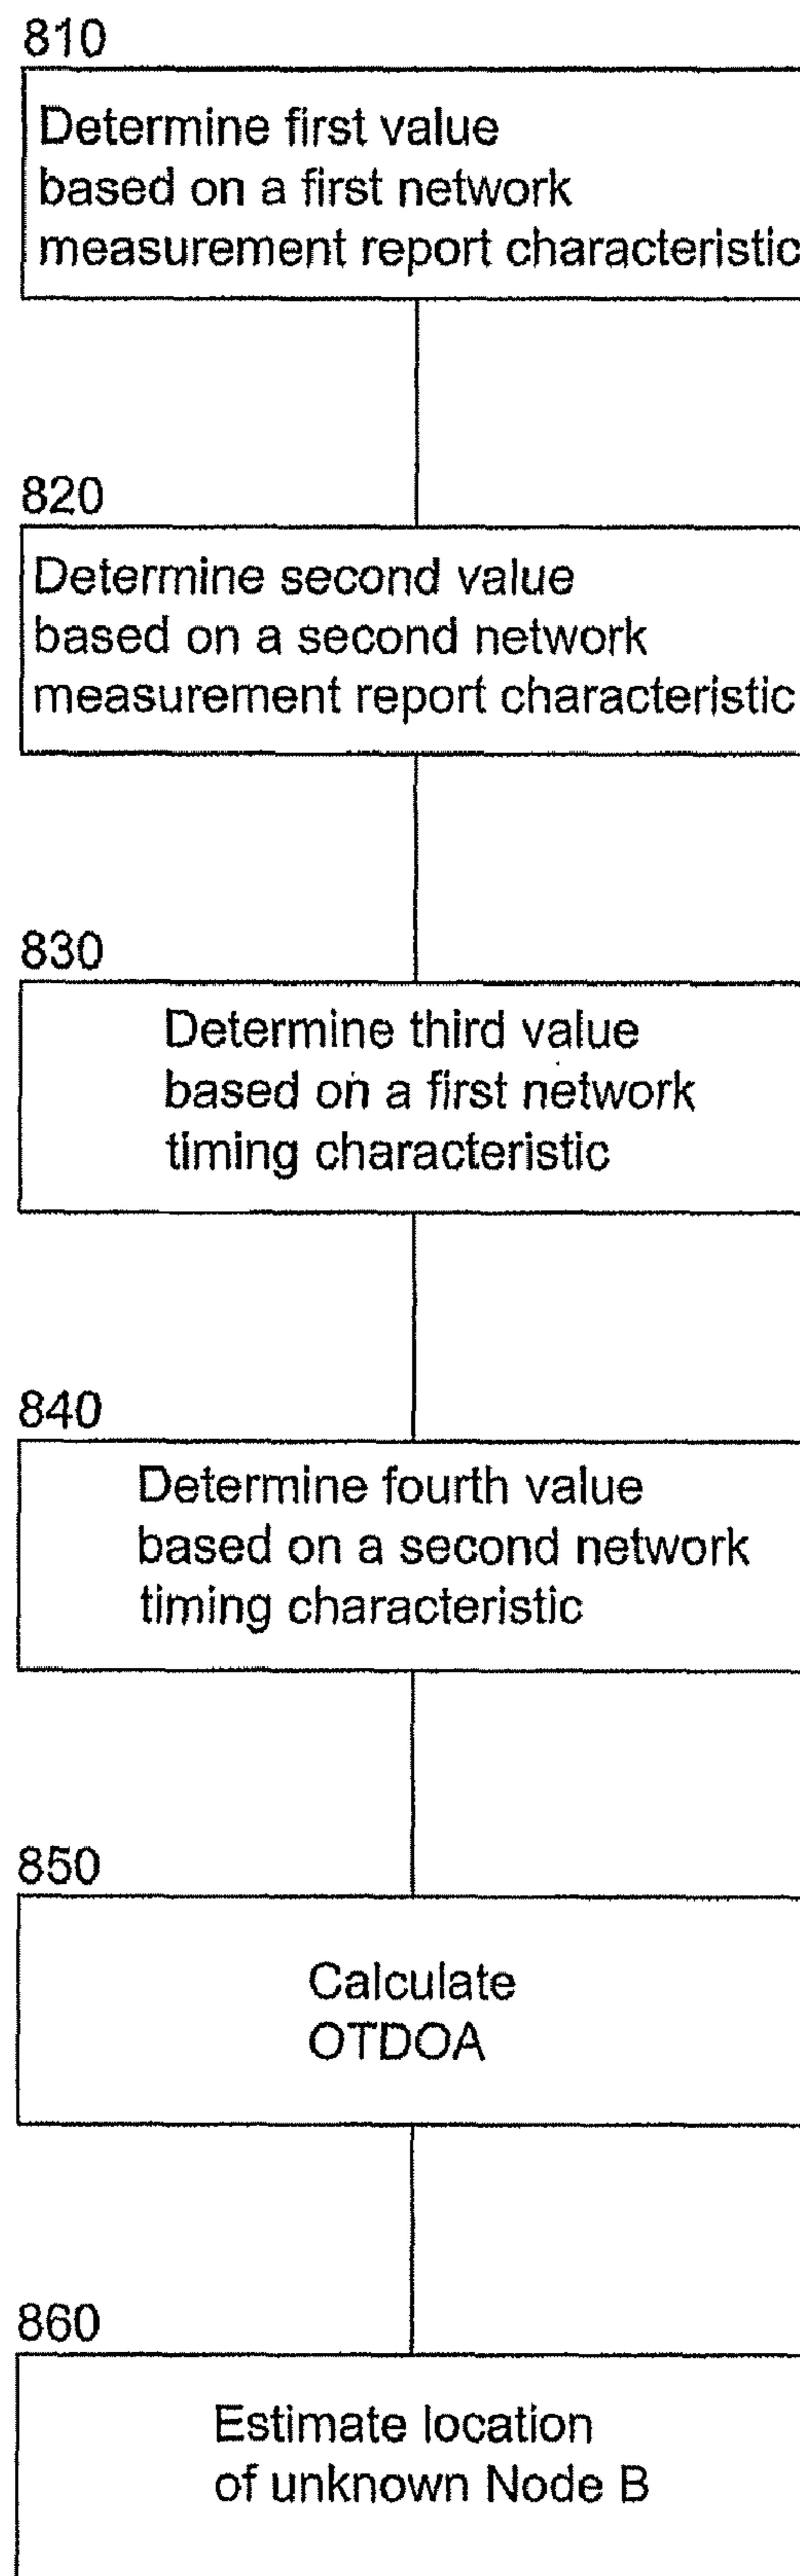 810
Determine first value
based on a first network
measurement report characteristic
820
Determine second value
based on a second network
measurement report characteristic
830
Determine third value
based on a first network
timing characteristic
840
Determine fourth value
based on a second network
timing characteristic
850
Calculate
OTDOA
860
Estimate location
of unknown Node B